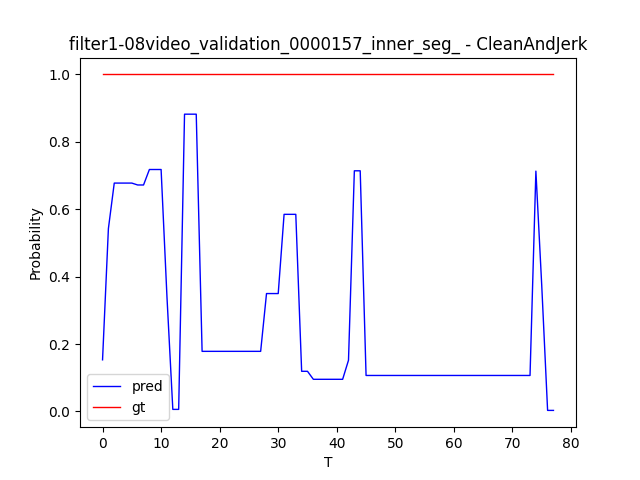 filter1-08video_validation_0000157_inner_seg_ - CleanAndJerk
1.0
0.8
0.6
0.4
0.2
0.0
Probability
pred
gt
0 10 20 30 40 50 60 70 80
T